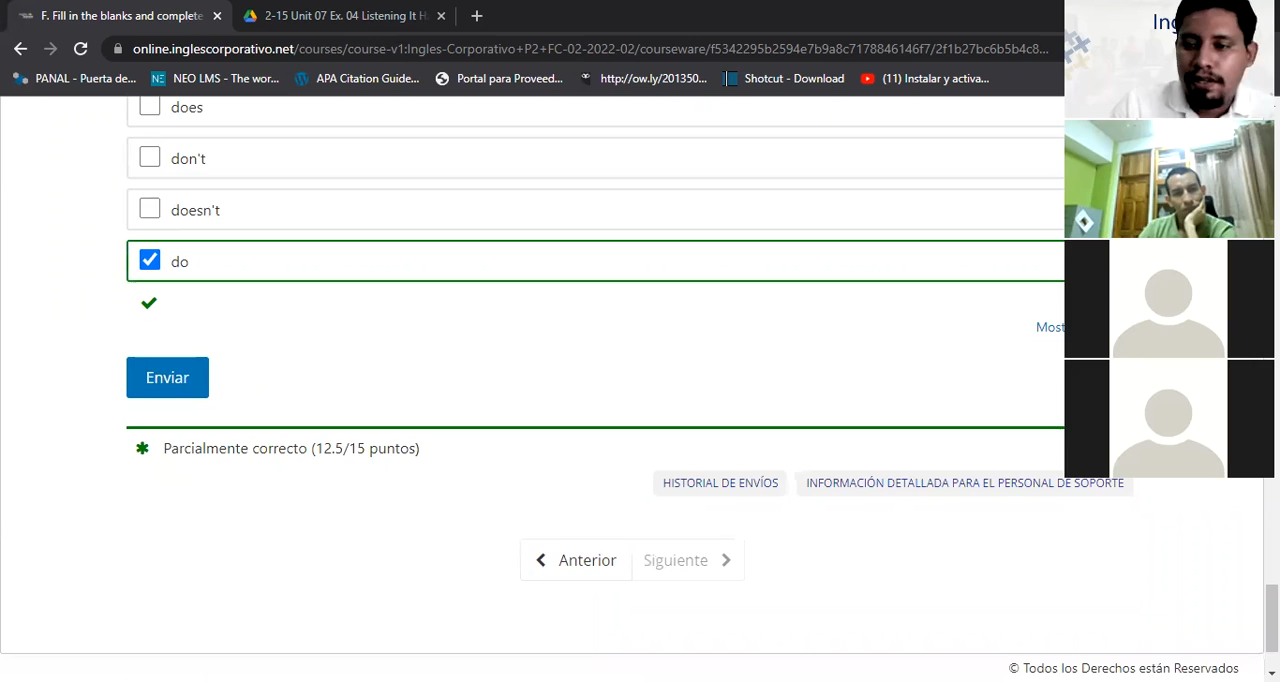 F. Fill in the blanks and complete
2-15 Unit 07 Ex. 04 Listening It H
online.inglescorporativo.net/courses/course-v1:Ingles-Corporativo+P2+FC-02-2022-02/courseware/f5342295b2594e7b9a8c7178846146f7/2f1b27bc6b5b4c8...
PANAL - Puerta de... NEO LMS - The wor... APA Citation Guide... Portal para Proveed... http://ow.ly/201350... Shotcut - Download (11) Instalar y activa...
Ing
does
don't
doesn't
do
Most
Enviar
Parcialmente correcto (12.5/15 puntos)
HISTORIAL DE ENVÍOS INFORMACIÓN DETALLADA PARA EL PERSONAL DE SOPORTE
Anterior Siguiente
© Todos los Derechos están Reservados